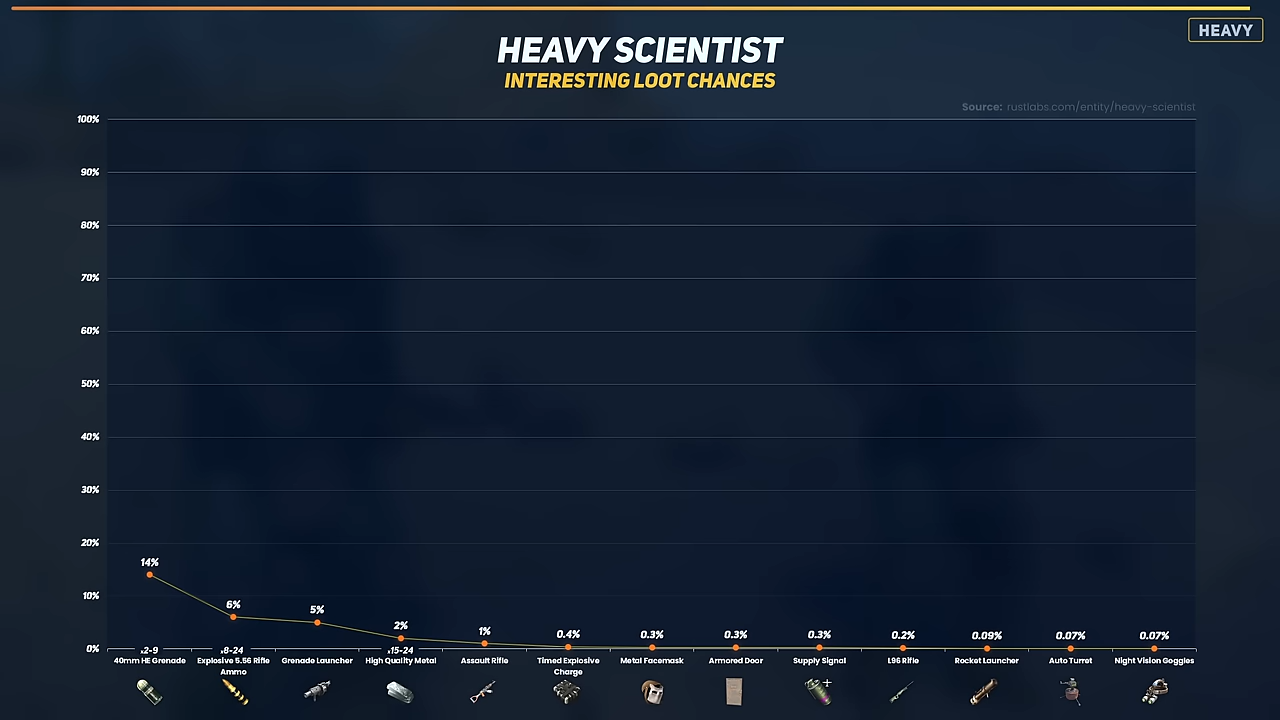 HEAVY
HEAVY SCIENTIST
INTERESTING LOOT CHANCES
Source: rustlabs.com/entity/heavy-scientist
100%
90%
80%
70%
60%
50%
40%
30%
20%
10%
0%
14%
6%
5%
2%
1%
0.4%
0.3%
0.3%
0.3%
0.2%
0.09%
0.07%
0.07%
x2-9
40mm HE Grenade
x8-24
Explosive 5.56 Rifle
Ammo
Grenade Launcher
x15-24
High Quality Metal
Assault Rifle
Timed Explosive
Charge
Metal Facemask
Armored Door
Supply Signal
L96 Rifle
Rocket Launcher
Auto Turret
Night Vision Goggles